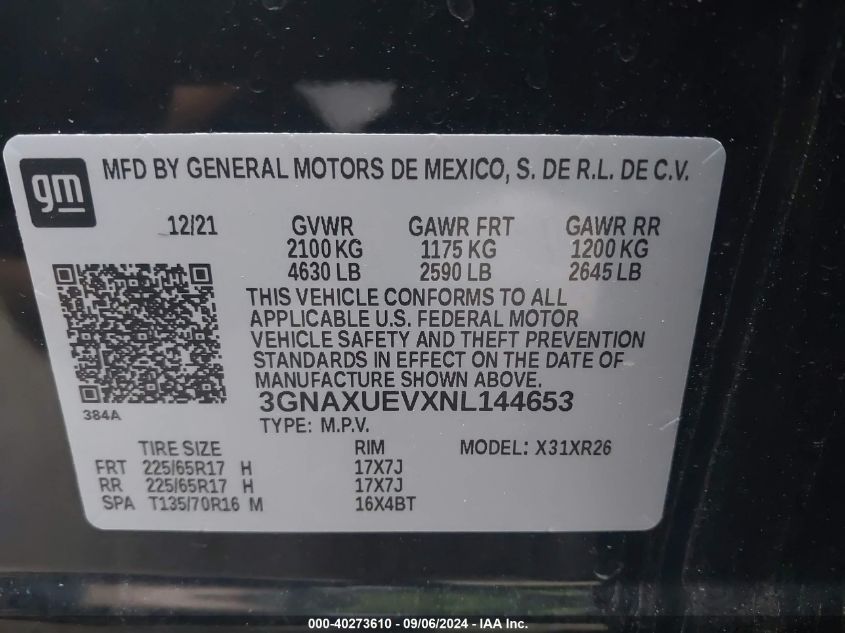 gm MFD BY GENERAL MOTORS DE MEXICO, S. DE R.L. DE C.V.
12/21 GVWR GAWR FRT GAWR RR
2100 KG 1175 KG 1200 KG
4630 LB 2590 LB 2645 LB
THIS VEHICLE CONFORMS TO ALL
APPLICABLE U.S. FEDERAL MOTOR
VEHICLE SAFETY AND THEFT PREVENTION
STANDARDS IN EFFECT ON THE DATE OF
MANUFACTURE SHOWN ABOVE.
384A 3GNAXUEVXNL144653
TYPE: M.P.V.
TIRE SIZE RIM MODEL: X31XR26
FRT 225/65R17 H 17X7J
RR 225/65R17 H 17X7J
SPA T135/70R16 M 16X4BT
000-40273610 - 09/06/2024 - IAA Inc.